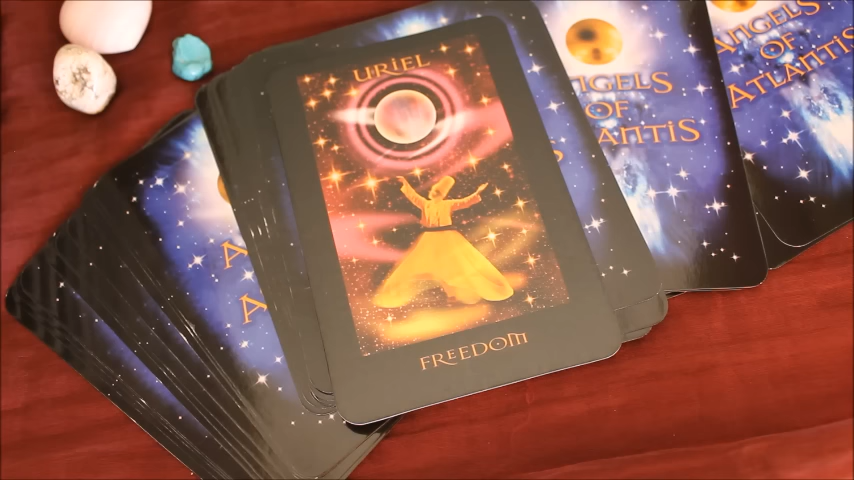 URIEL
FREEDOM
ANGELS
OF
ATLANTIS
ANGELS
OF
ATLANTIS